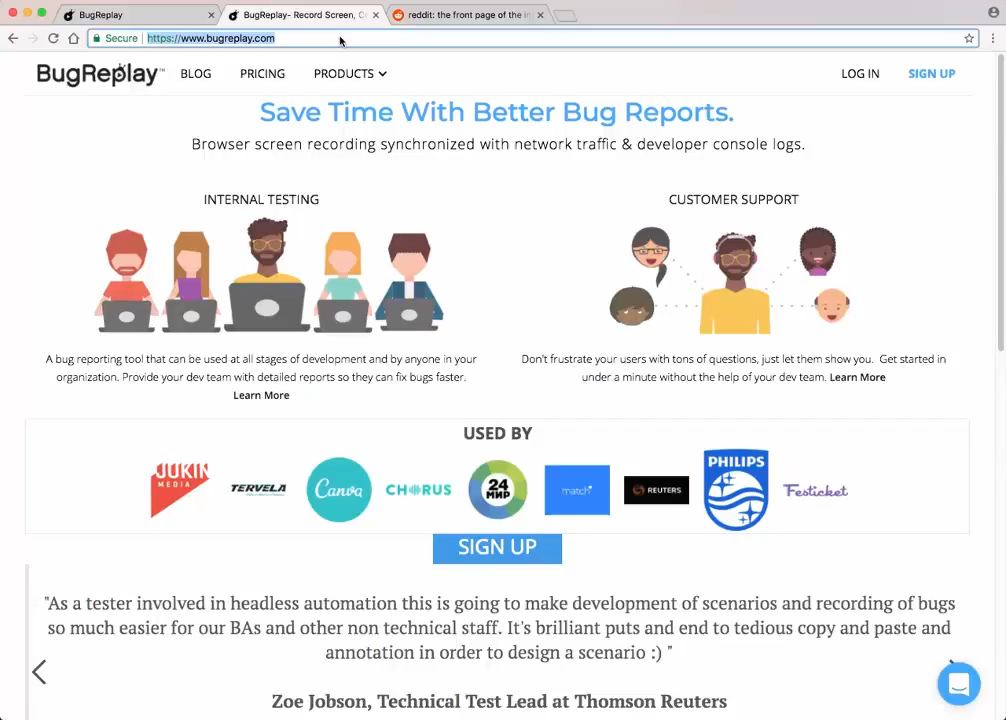 BugReplay
BugReplay- Record Screen, C
reddit: the front page of the in
Secure
https://www.bugreplay.com
BugReplay™
BLOG
PRICING
PRODUCTS
LOG IN
SIGN UP
Save Time With Better Bug Reports.
Browser screen recording synchronized with network traffic & developer console logs.
INTERNAL TESTING
A bug reporting tool that can be used at all stages of development and by anyone in your
organization. Provide your dev team with detailed reports so they can fix bugs faster.
Learn More
CUSTOMER SUPPORT
Don't frustrate your users with tons of questions, just let them show you. Get started in
under a minute without the help of your dev team. Learn More
USED BY
JUKIN
MEDIA
TERVELA
Canva
CHORUS
24
МИР
match
REUTERS
PHILIPS
Festicket
SIGN UP
"As a tester involved in headless automation this is going to make development of scenarios and recording of bugs
so much easier for our BAs and other non technical staff. It's brilliant puts and end to tedious copy and paste and
annotation in order to design a scenario :) "
Zoe Jobson, Technical Test Lead at Thomson Reuters